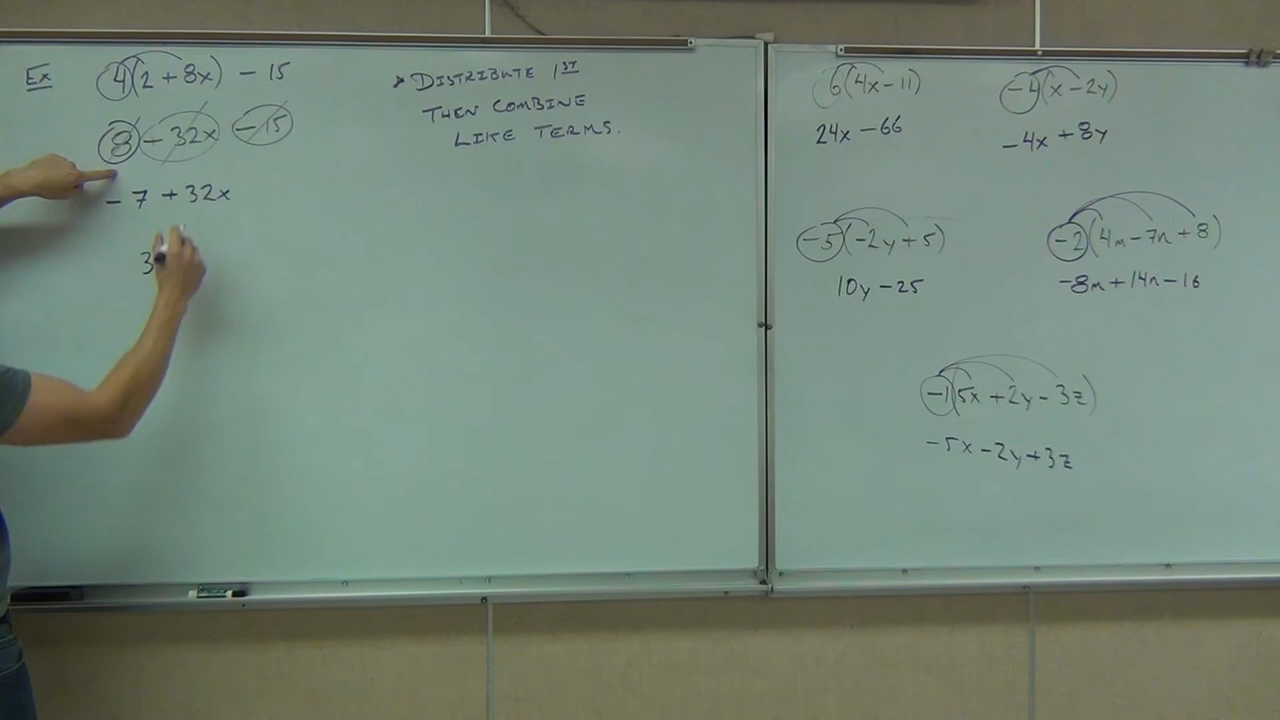 Ex 4(2 + 8x) - 15
8 - 32x - 15
- 7 + 32x
3
DISTRIBUTE 1ST
THEN COMBINE
LIKE TERMS.
6(4x - 11)
24x - 66
-4(x - 2y)
-4x + 8y
-5(-2y + 5)
10y - 25
-2(4m - 7n + 8)
-8m + 14n - 16
-1(5x + 2y - 3z)
-5x - 2y + 3z